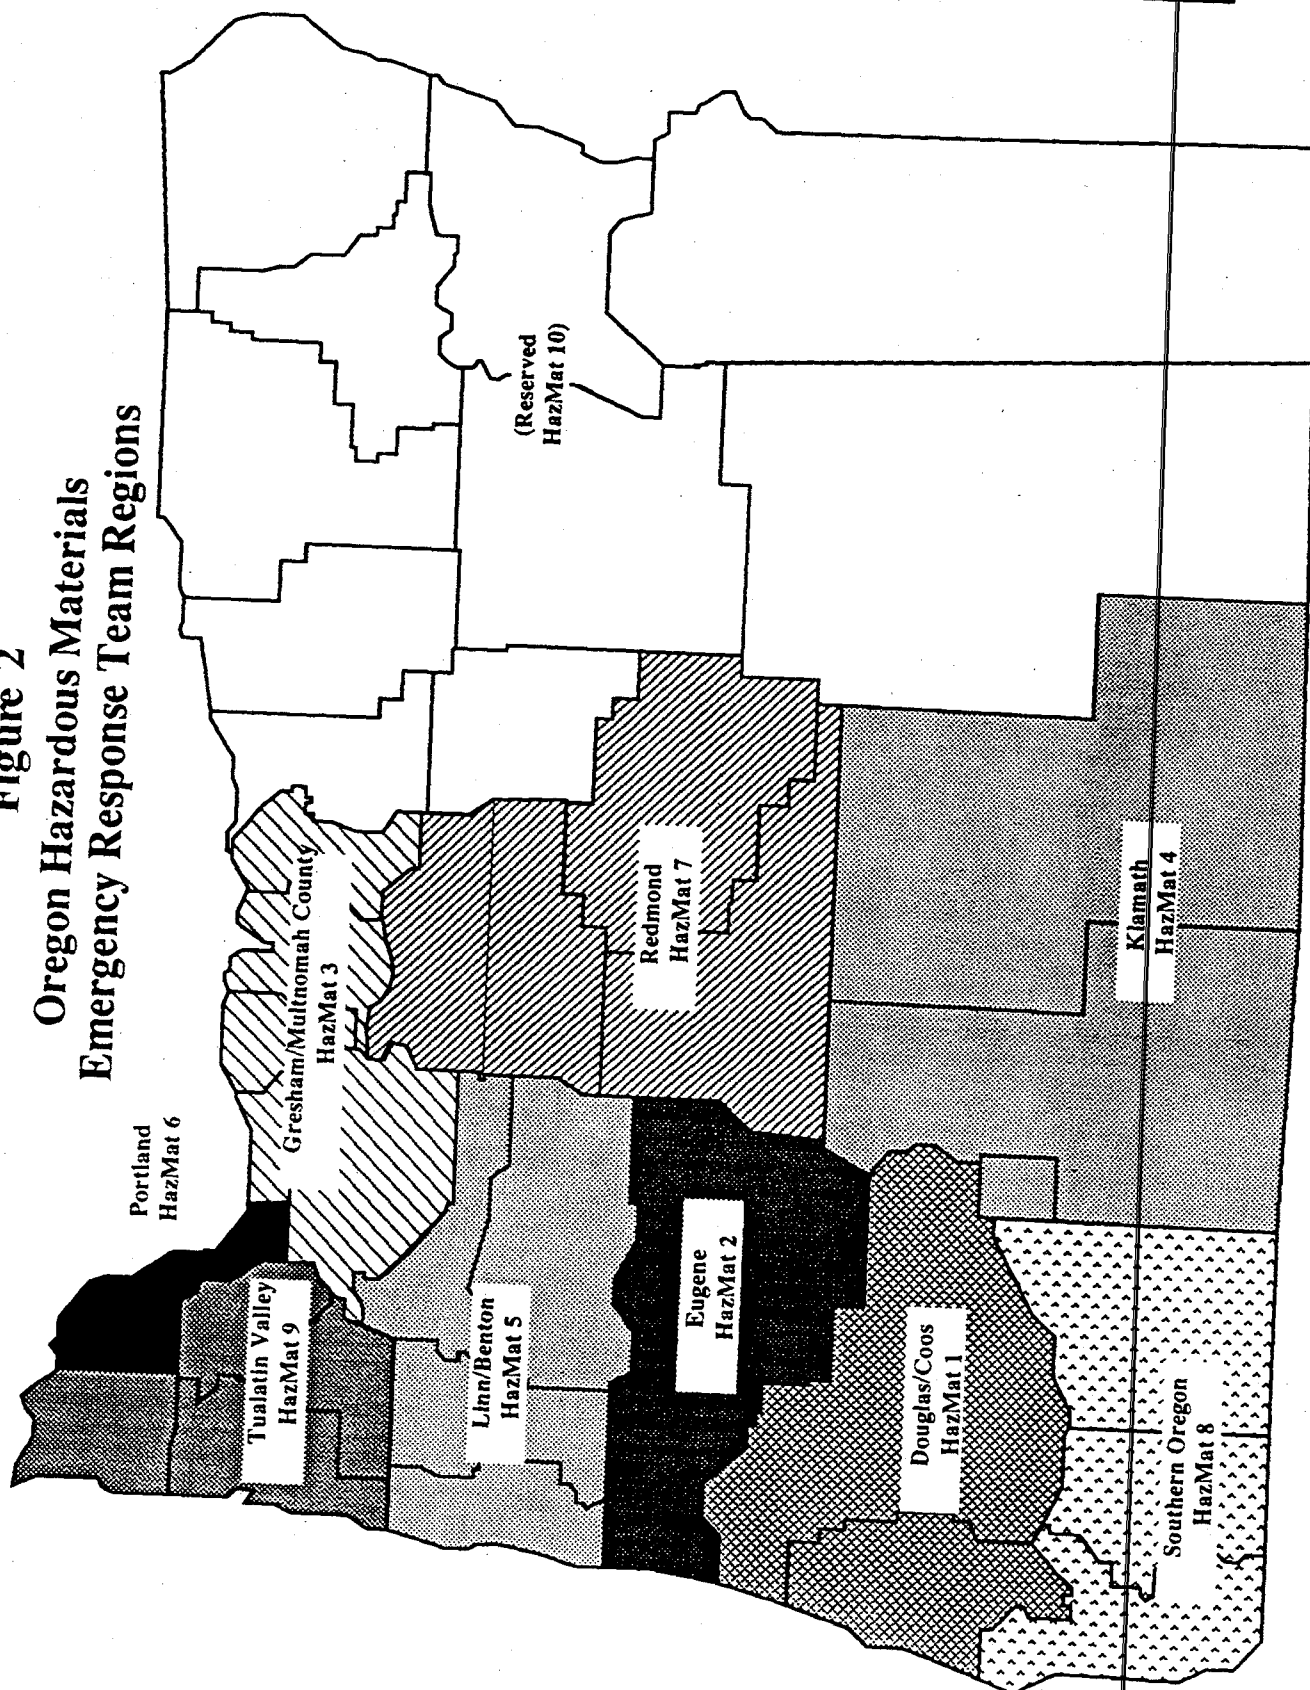 Figure 2
Oregon Hazardous Materials
Emergency Response Team Regions
Portland
HazMat 6
Tualatin Valley
HazMat 9
Gresham/Multnomah County
HazMat 3
(Reserved
HazMat 10)
Linn/Benton
HazMat 5
Redmond
HazMat 7
Eugene
HazMat 2
Douglas/Coos
HazMat 1
Klamath
HazMat 4
Southern Oregon
HazMat 8